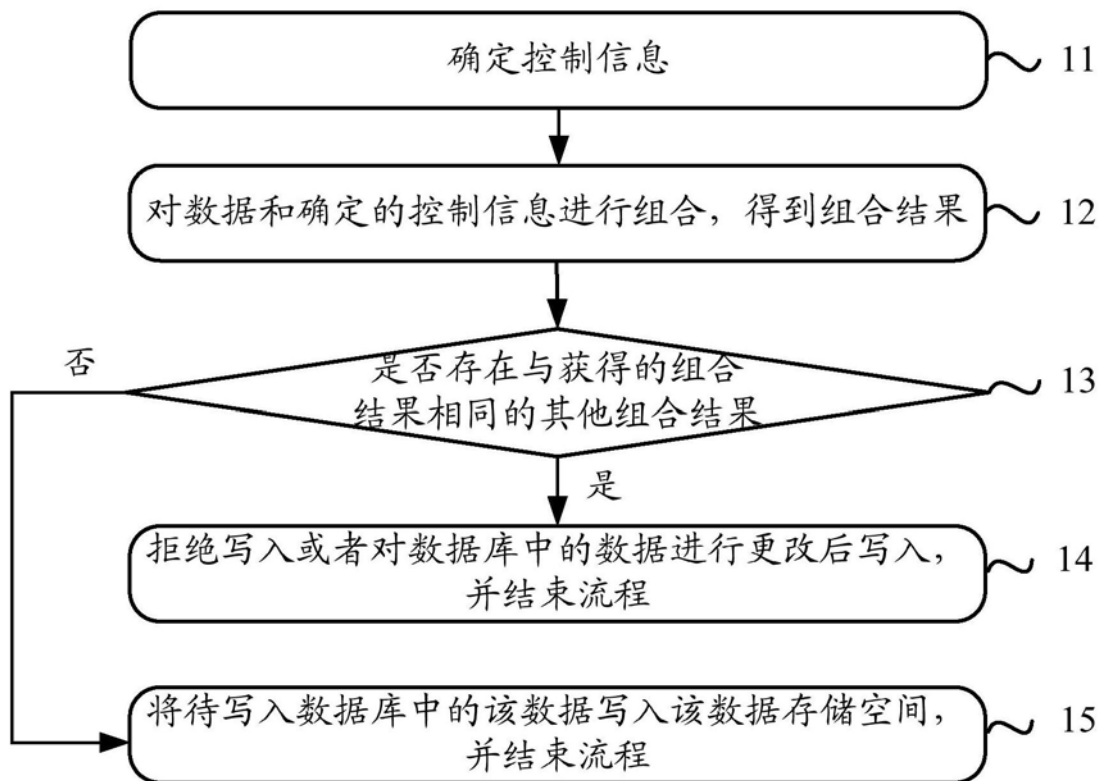 确定控制信息
11
对数据和确定的控制信息进行组合，得到组合结果
12
否
是否存在与获得的组合
结果相同的其他组合结果
13
是
拒绝写入或者对数据库中的数据进行更改后写入，
并结束流程
14
将待写入数据库中的该数据写入该数据存储空间，
并结束流程
15